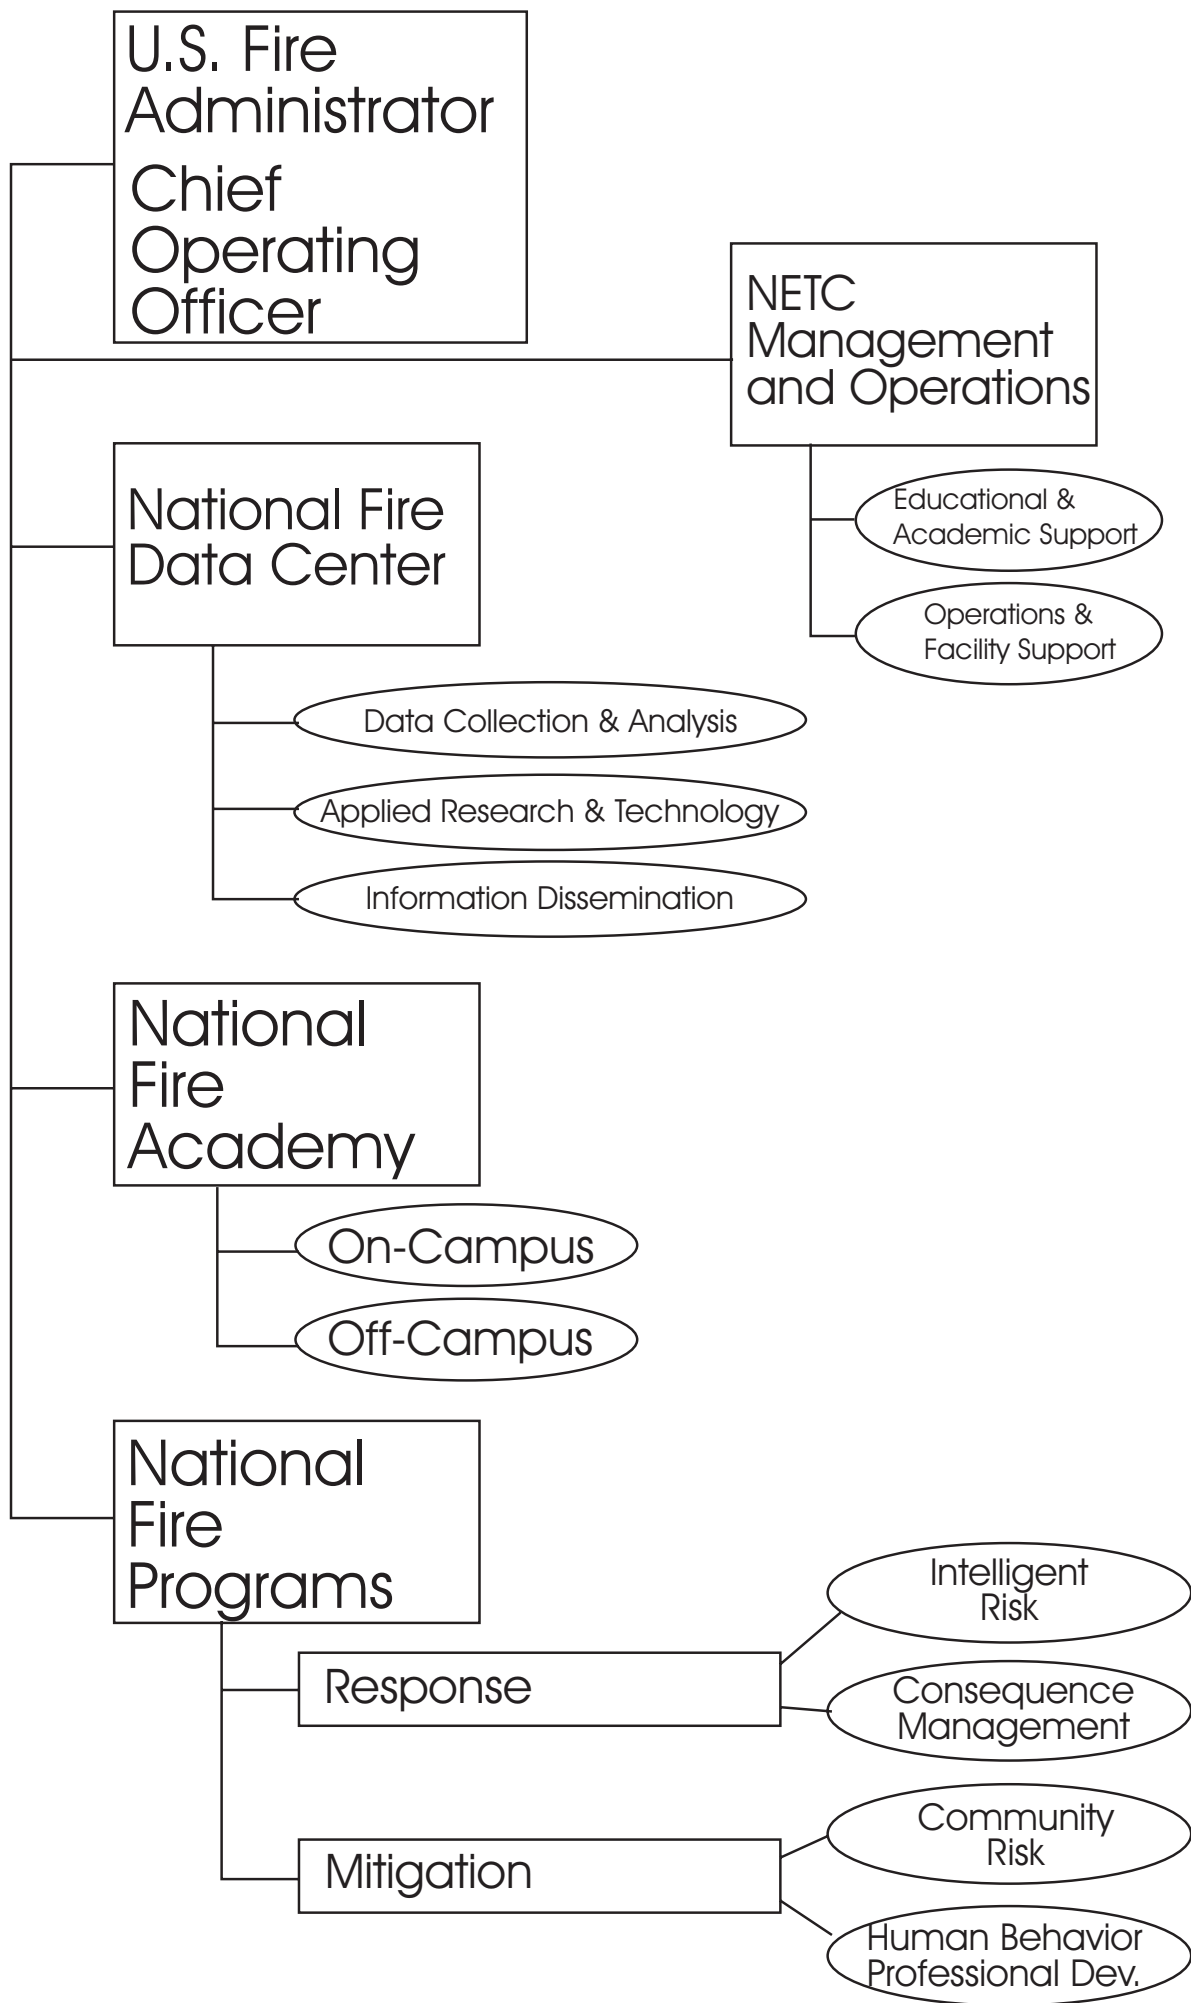 U.S. Fire
Administrator
Chief
Operating
Officer
NETC
Management
and Operations
Educational &
Academic Support
Operations &
Facility Support
National Fire
Data Center
Data Collection & Analysis
Applied Research & Technology
Information Dissemination
National
Fire
Academy
On-Campus
Off-Campus
National
Fire
Programs
Response
Intelligent
Risk
Consequence
Management
Mitigation
Community
Risk
Human Behavior
Professional Dev.